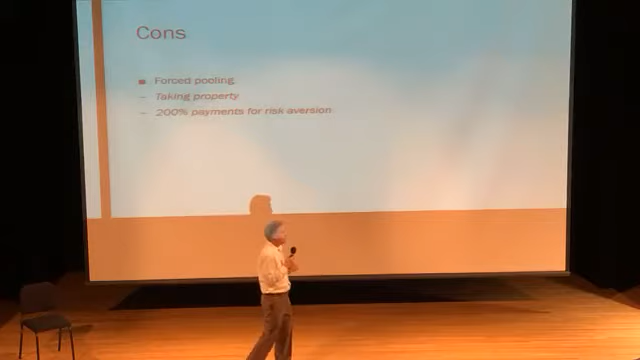 Cons
Forced pooling
– Taking property
– 200% payments for risk aversion